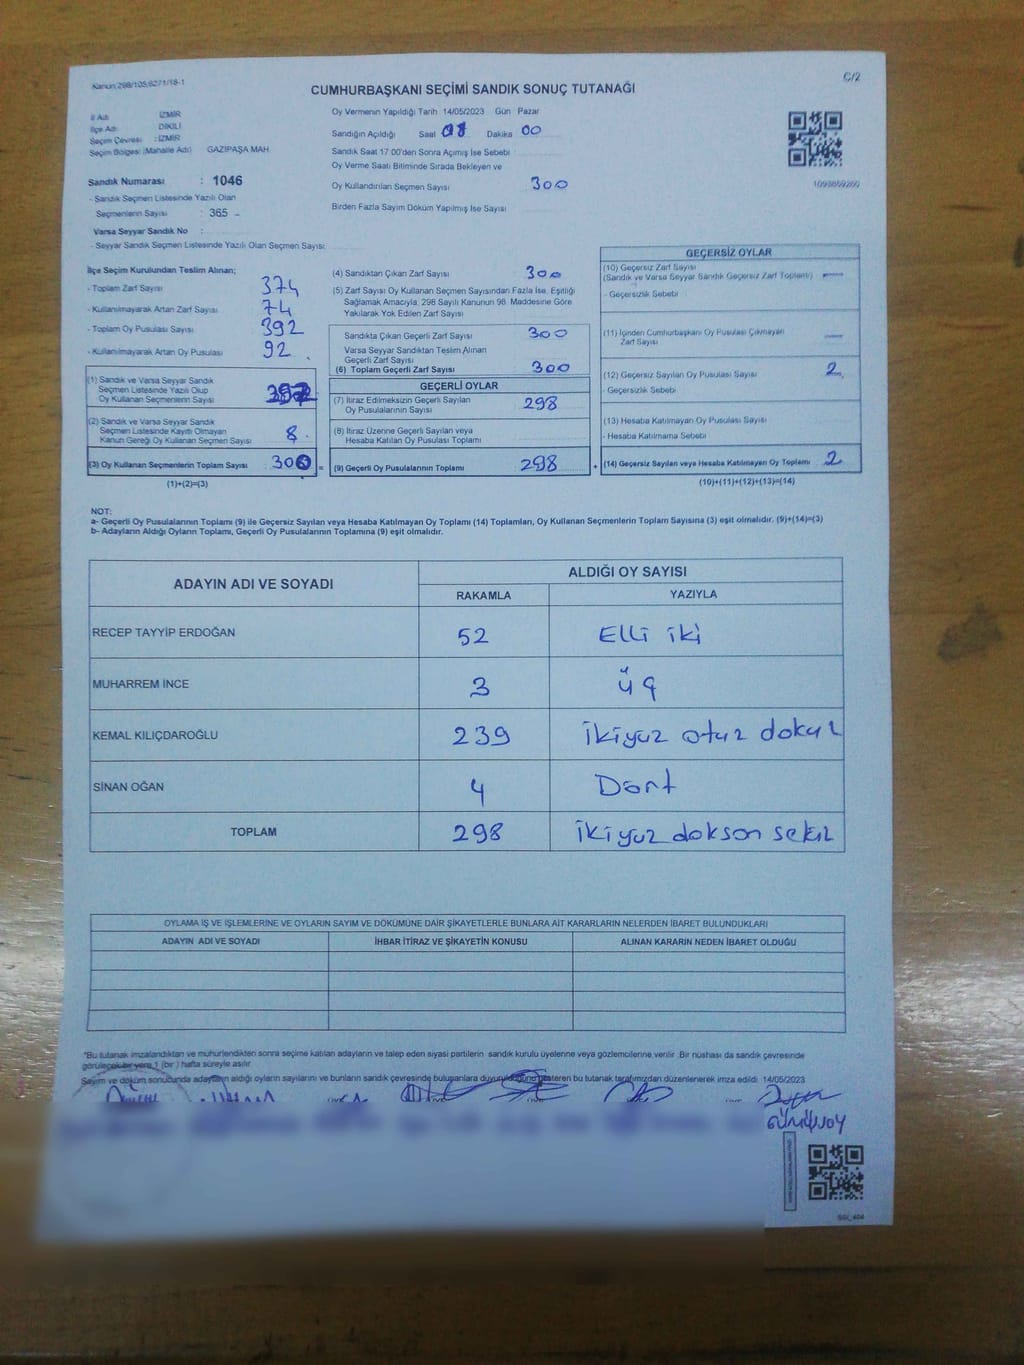 Kanun:298/105,6271/18-1
C/2
CUMHURBAŞKANI SEÇİMİ SANDIK SONUÇ TUTANAĞI
İl Adı : İZMİR
İlçe Adı : DİKİLİ
Seçim Çevresi : İZMİR
Seçim Bölgesi (Mahalle Adı) GAZİPAŞA MAH.
Sandık Numarası : 1046
- Sandık Seçmen Listesinde Yazılı Olan
Seçmenlerin Sayısı : 365
Varsa Seyyar Sandık No :
- Seyyar Sandık Seçmen Listesinde Yazılı Olan Seçmen Sayısı:
Oy Vermenin Yapıldığı Tarih 14/05/2023 Gün Pazar
Sandığın Açıldığı Saat 08 Dakika 00
Sandık Saat 17.00'den Sonra Açımış İse Sebebi
Oy Verme Saati Bitiminde Sırada Bekleyen ve
Oy Kullandırılan Seçmen Sayısı 300
Birden Fazla Sayım Döküm Yapılmış İse Sayısı
İlçe Seçim Kurulundan Teslim Alınan;
- Toplam Zarf Sayısı 374
- Kullanılmayarak Artan Zarf Sayısı 74
- Toplam Oy Pusulası Sayısı 392
- Kullanılmayarak Artan Oy Pusulası 92
(1) Sandık ve Varsa Seyyar Sandık
Seçmen Listesinde Yazılı Olup
Oy Kullanan Seçmenlerin Sayısı
(2) Sandık ve Varsa Seyyar Sandık
Seçmen Listesinde Kayıtlı Olmayan
Kanun Gereği Oy Kullanan Seçmen Sayısı 8
(3) Oy Kullanan Seçmenlerin Toplam Sayısı 300 =
(1)+(2)=(3)
(4) Sandıktan Çıkan Zarf Sayısı 300
(5) Zarf Sayısı Oy Kullanan Seçmen Sayısından Fazla İse, Eşitliği
Sağlamak Amacıyla; 298 Sayılı Kanunun 98. Maddesine Göre
Yakılarak Yok Edilen Zarf Sayısı
Sandıkta Çıkan Geçerli Zarf Sayısı 300
Varsa Seyyar Sandıktan Teslim Alınan
Geçerli Zarf Sayısı
(6) Toplam Geçerli Zarf Sayısı 300
GEÇERLİ OYLAR
(7) İtiraz Edilmeksizin Geçerli Sayılan
Oy Pusulalarının Sayısı 298
(8) İtiraz Üzerine Geçerli Sayılan veya
Hesaba Katılan Oy Pusulası Toplamı
(9) Geçerli Oy Pusulalarının Toplamı 298 +
GEÇERSİZ OYLAR
(10) Geçersiz Zarf Sayısı
(Sandık ve Varsa Seyyar Sandık Geçersiz Zarf Toplamı) —
- Geçersizlik Sebebi
(11) İçinden Cumhurbaşkanı Oy Pusulası Çıkmayan
Zarf Sayısı —
(12) Geçersiz Sayılan Oy Pusulası Sayısı 2
- Geçersizlik Sebebi
(13) Hesaba Katılmayan Oy Pusulası Sayısı
- Hesaba Katılmama Sebebi
(14) Geçersiz Sayılan veya Hesaba Katılmayan Oy Toplamı 2
(10)+(11)+(12)+(13)=(14)
NOT:
a- Geçerli Oy Pusulalarının Toplamı (9) ile Geçersiz Sayılan veya Hesaba Katılmayan Oy Toplamı (14) Toplamları, Oy Kullanan Seçmenlerin Toplam Sayısına (3) eşit olmalıdır. (9)+(14)=(3)
b- Adayların Aldığı Oyların Toplamı, Geçerli Oy Pusulalarının Toplamına (9) eşit olmalıdır.
ADAYIN ADI VE SOYADI
ALDIĞI OY SAYISI
RAKAMLA YAZIYLA
RECEP TAYYİP ERDOĞAN 52 Elli iki
MUHARREM İNCE 3 üç
KEMAL KILIÇDAROĞLU 239 ikiyuz otuz dokuz
SİNAN OĞAN 4 Dört
TOPLAM 298 ikiyuz dokson sekiz
OYLAMA İŞ VE İŞLEMLERİNE VE OYLARIN SAYIM VE DÖKÜMÜNE DAİR ŞİKAYETLERLE BUNLARA AİT KARARLARIN NELERDEN İBARET BULUNDUKLARI
ADAYIN ADI VE SOYADI İHBAR İTİRAZ VE ŞİKAYETİN KONUSU ALINAN KARARIN NEDEN İBARET OLDUĞU
*Bu tutanak imzalandıktan ve mühürlendikten sonra seçime katılan adayların ve talep eden siyasi partilerin sandık kurulu üyelerine veya gözlemcilerine verilir. Bir nüshası da sandık çevresinde
görülecek bir yere 1 (bir) hafta süreyle asılır.
Sayım ve döküm sonucunda adayların aldığı oyların sayılarını ve bunların sandık çevresinde bulunanlara duyurulduğunu gösteren bu tutanak tarafımızdan düzenlenerek imza edildi. 14/05/2023